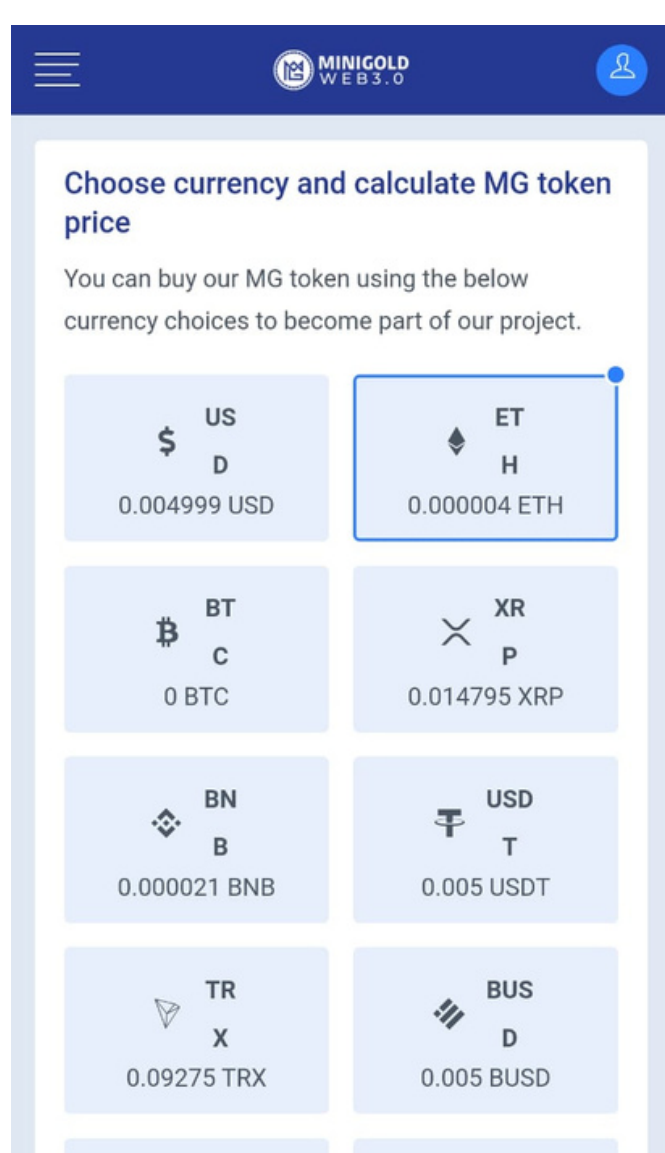 MINIGOLD
WEB3.0
Choose currency and calculate MG token
price
You can buy our MG token using the below
currency choices to become part of our project.
$ US
D
0.004999 USD
ET
H
0.000004 ETH
BT
C
0 BTC
XR
P
0.014795 XRP
BN
B
0.000021 BNB
USD
T
0.005 USDT
TR
X
0.09275 TRX
BUS
D
0.005 BUSD